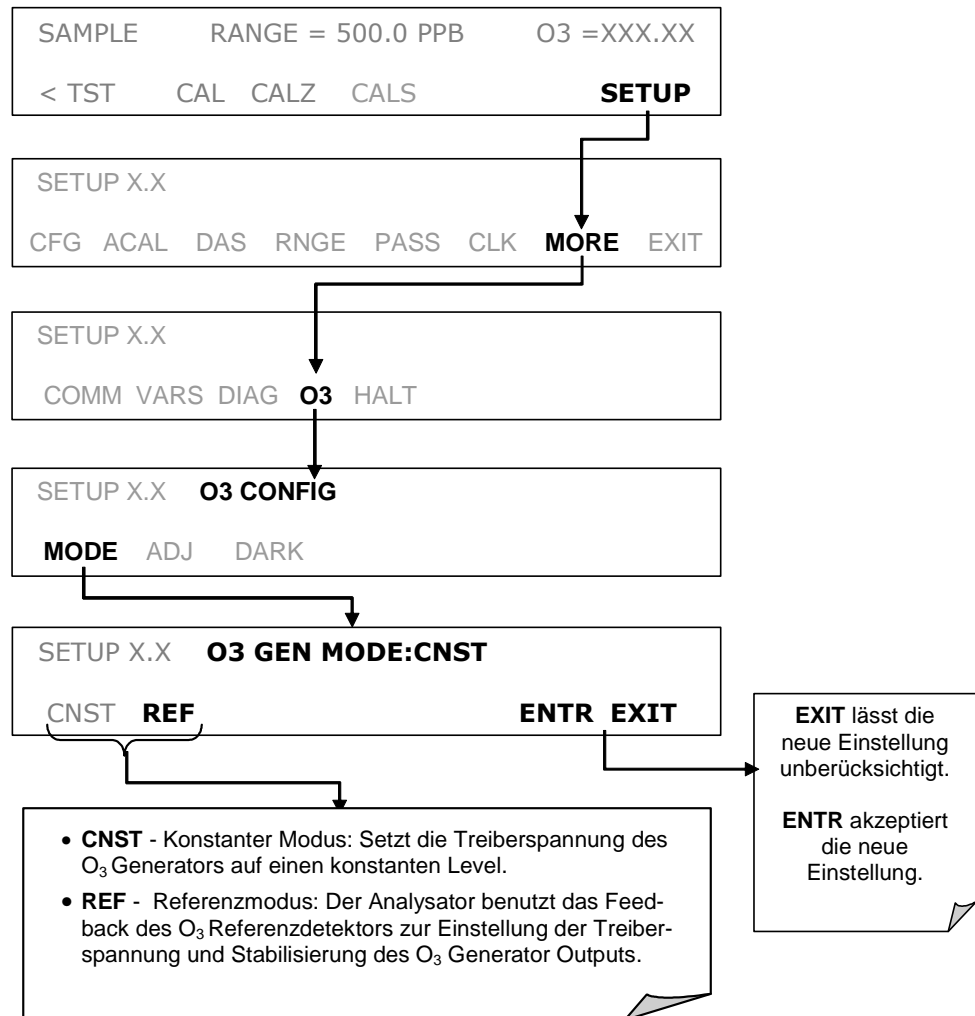 SAMPLE RANGE = 500.0 PPB O3 =XXX.XX
< TST CAL CALZ CALS SETUP
SETUP X.X
CFG ACAL DAS RNGE PASS CLK MORE EXIT
SETUP X.X
COMM VARS DIAG O3 HALT
SETUP X.X O3 CONFIG
MODE ADJ DARK
SETUP X.X O3 GEN MODE:CNST
CNST REF ENTR EXIT
EXIT lässt die
neue Einstellung
unberücksichtigt.
ENTR akzeptiert
die neue
Einstellung.
• CNST - Konstanter Modus: Setzt die Treiberspannung des
O₃ Generators auf einen konstanten Level.
• REF - Referenzmodus: Der Analysator benutzt das Feed-
back des O₃ Referenzdetektors zur Einstellung der Treiber-
spannung und Stabilisierung des O₃ Generator Outputs.